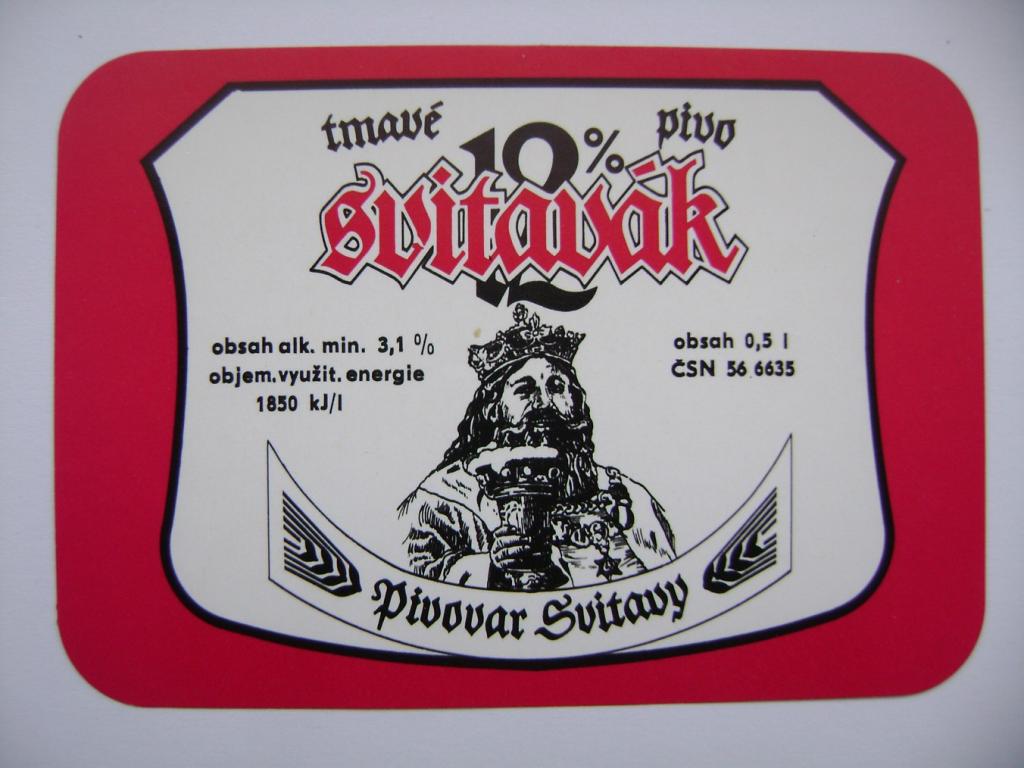 tmavé 10% pivo
svitavák
obsah alk. min. 3,1 %
objem.využit.energie
1850 kJ/l
obsah 0,5 l
ČSN 56 6635
Pivovar Svitavy